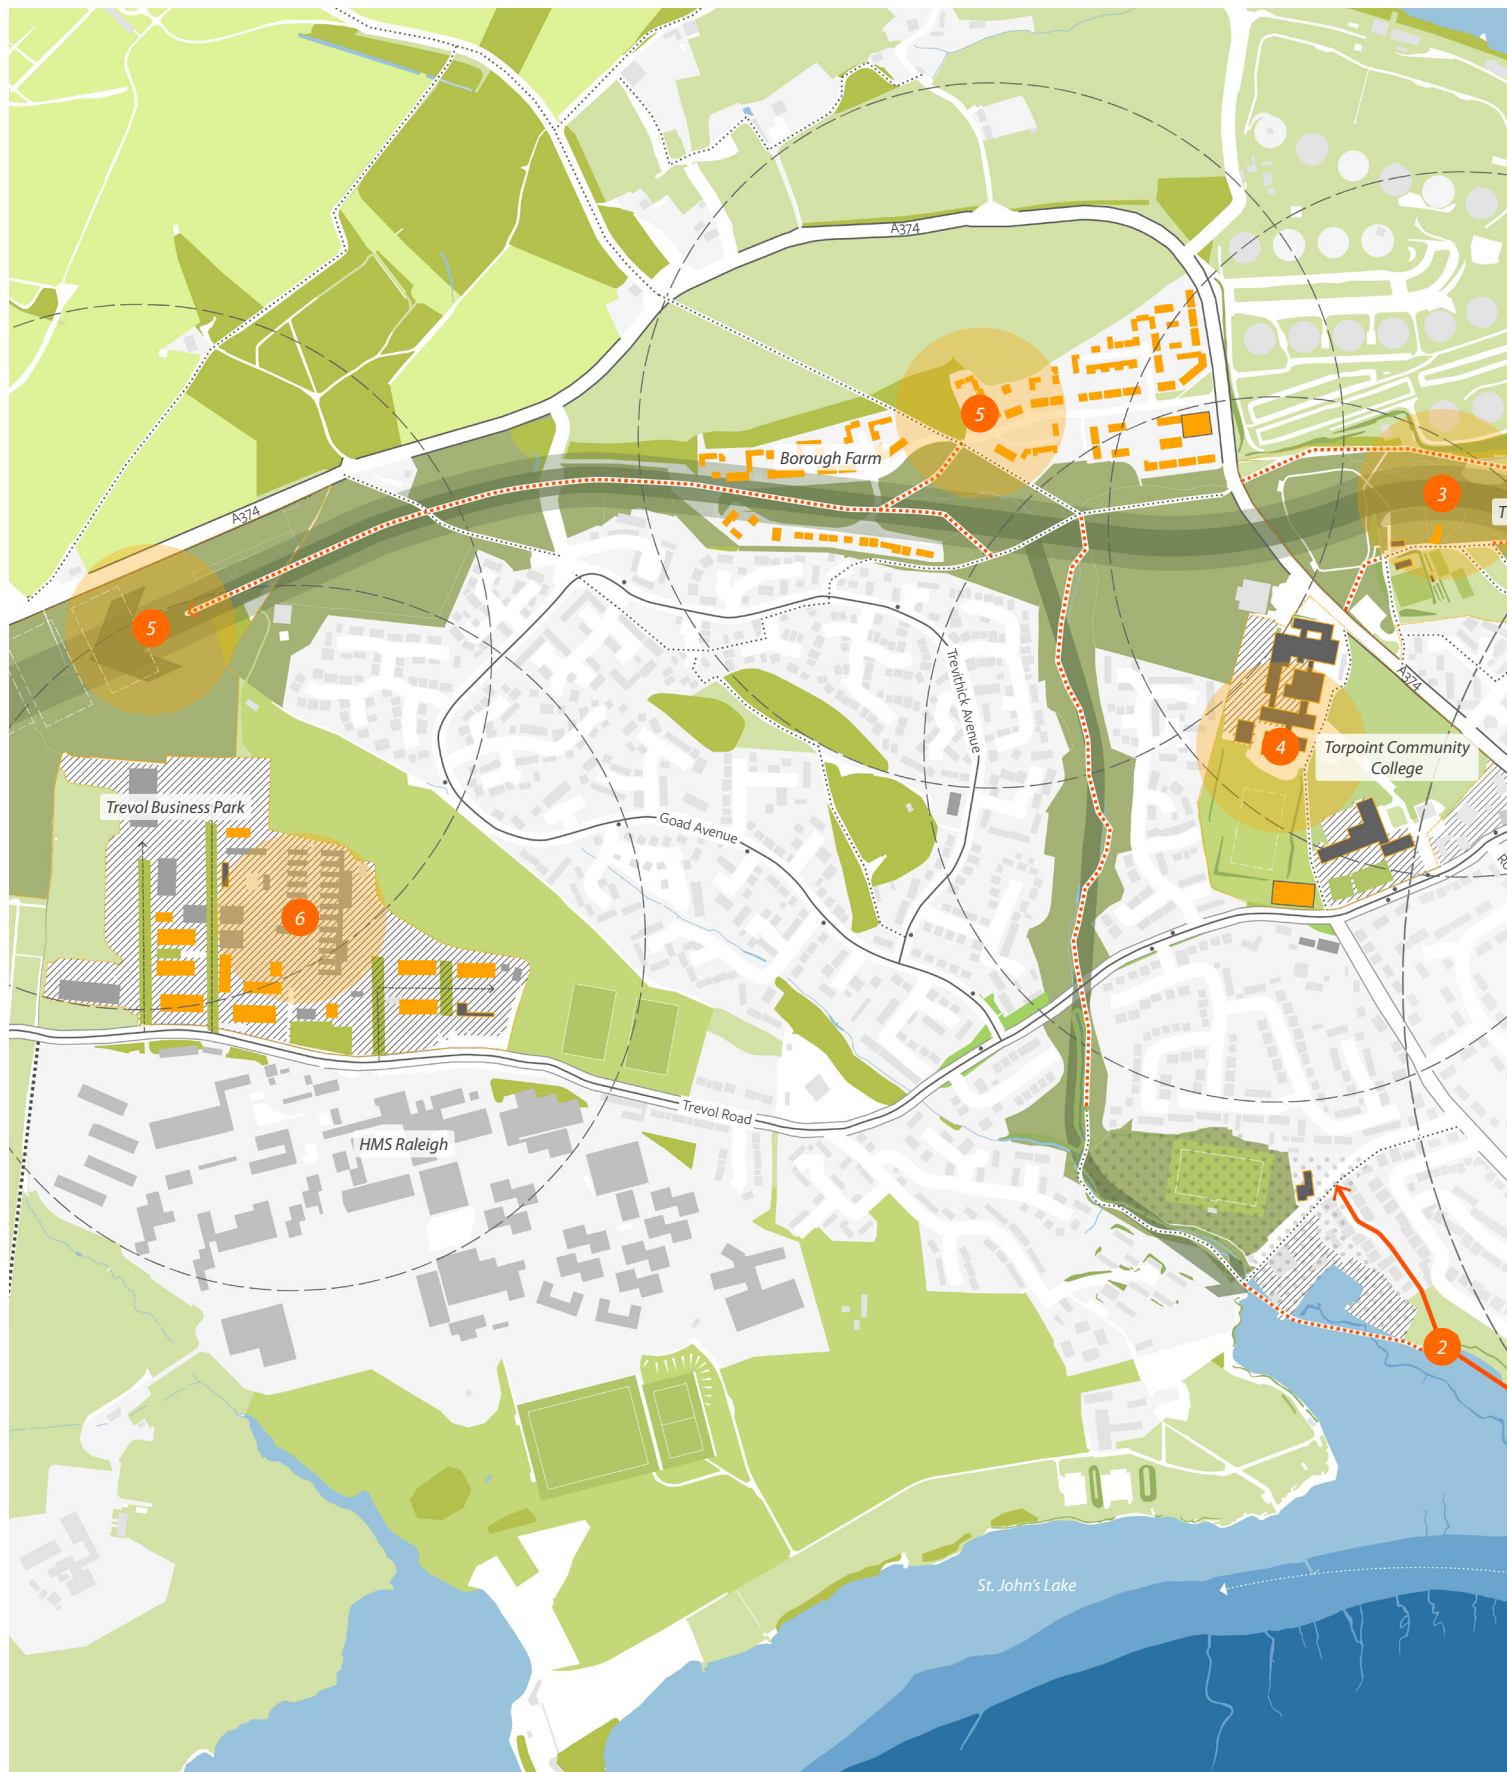 A374
5
Borough Farm
3
A374
T
5
Trevithick Avenue
A374
4
Torpoint Community
College
Trevol Business Park
Goad Avenue
6
Trevol Road
HMS Raleigh
2
St. John's Lake